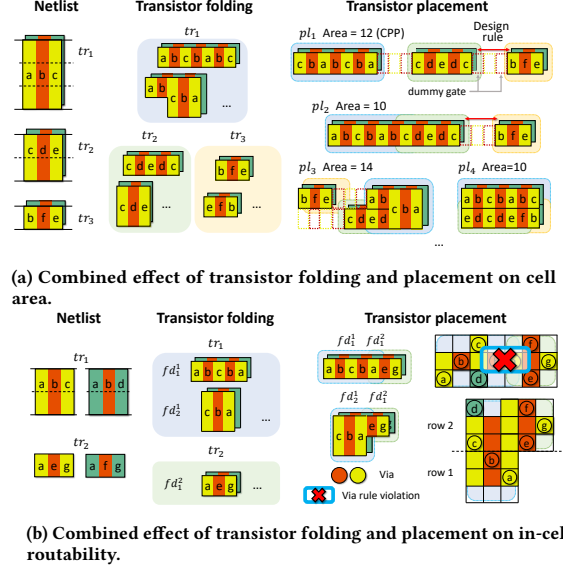 Netlist Transistor folding Transistor placement
tr1
a b c
tr2
c d e
tr3
b f e
tr1
a b c b a b c
a b
c b a
...
tr2
c d e d c
c d e
...
tr3
b f e
e f b
...
Design
rule
pl1 Area = 12 (CPP)
c b a b c b a
c d e d c
b f e
dummy gate
pl2 Area = 10
a b c b a b c d e d c
b f e
pl3 Area = 14
b f e
c d e d
a b
c b a
pl4 Area=10
a b c b a b c
e d c d e f b
...
(a) Combined effect of transistor folding and placement on cell
area.
Netlist Transistor folding Transistor placement
tr1
a b c
a b d
tr2
a e g
a f g
tr1
fd11
a b c b a
fd21
c b a
...
tr2
fd12
a e g
...
fd11 fd12
a b c b a e g
fd21 fd12
c b a
e g
Via
Via rule violation
c f
b g
a d e
d f
row 2
g
c e
row 1
b
a
(b) Combined effect of transistor folding and placement on in-cel
routability.